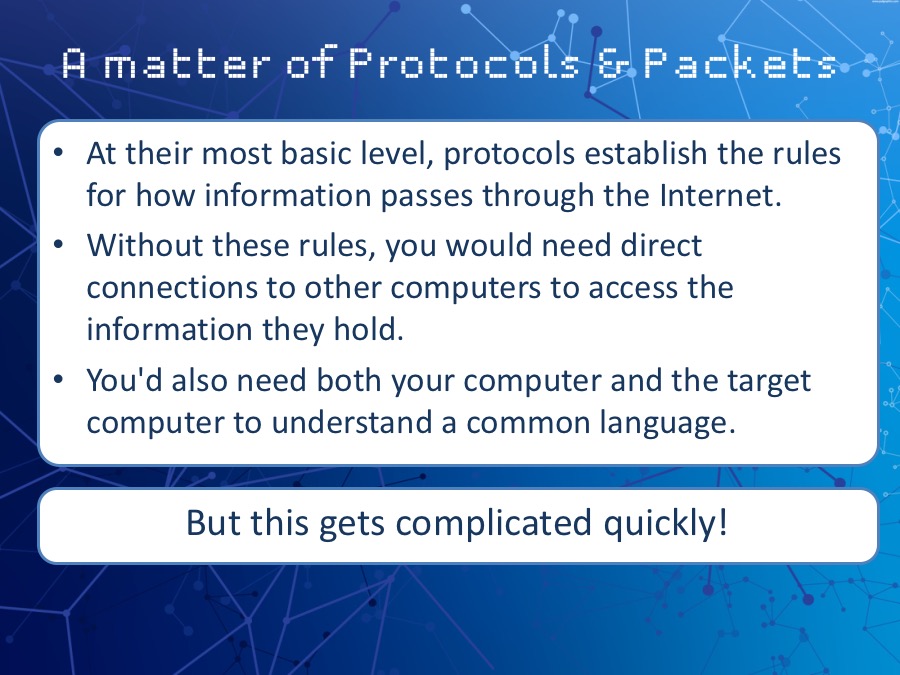 A matter of Protocols & Packets
• At their most basic level, protocols establish the rules
for how information passes through the Internet.
• Without these rules, you would need direct
connections to other computers to access the
information they hold.
• You'd also need both your computer and the target
computer to understand a common language.
But this gets complicated quickly!